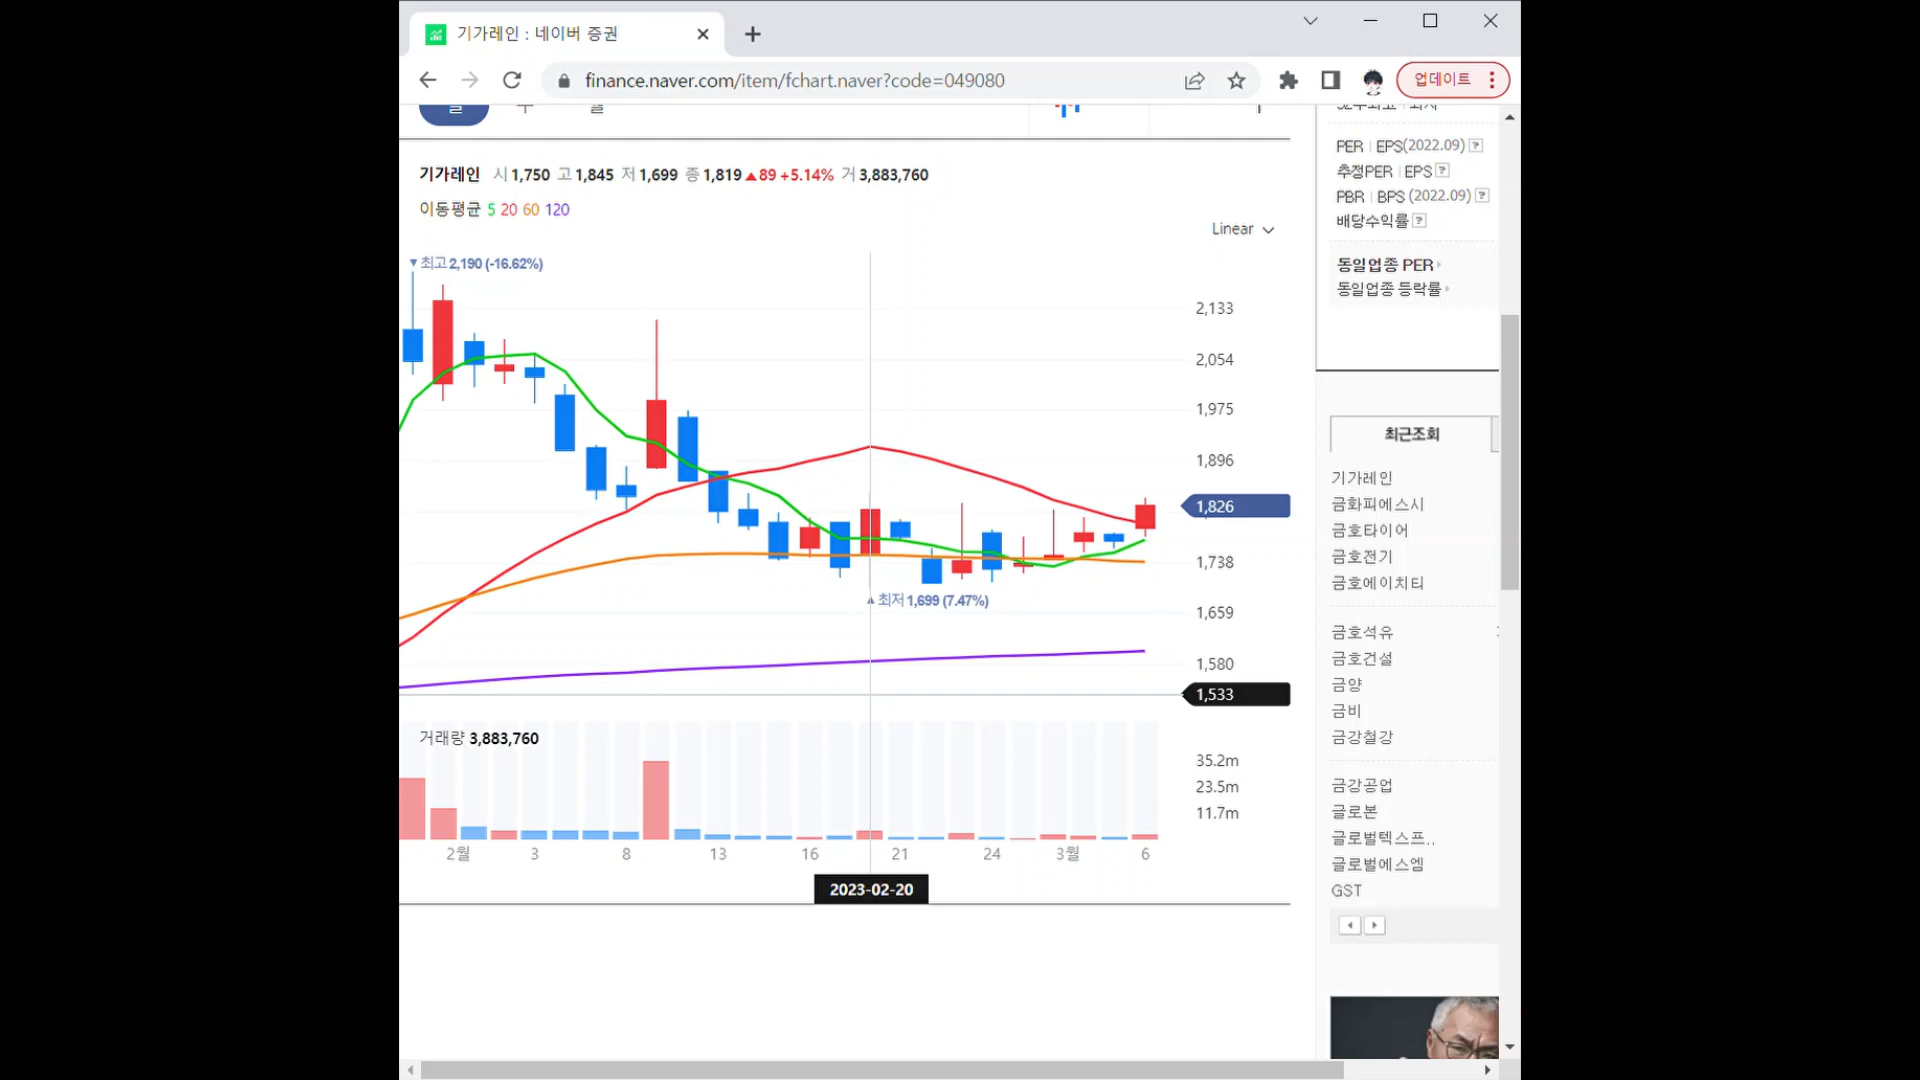 기가레인 : 네이버 증권
finance.naver.com/item/fchart.naver?code=049080
업데이트
기가레인 시 1,750 고 1,845 저 1,699 종 1,819 ▲89 +5.14% 거 3,883,760
이동평균 5 20 60 120
Linear
▼최고 2,190 (-16.62%)
2,133
2,054
1,975
1,896
1,826
1,738
▲최저 1,699 (7.47%)
1,659
1,580
1,533
거래량 3,883,760
35.2m
23.5m
11.7m
2월 3 8 13 16 21 24 3월 6
2023-02-20
PER | EPS(2022.09) ?
추정PER | EPS ?
PBR | BPS (2022.09) ?
배당수익률 ?
동일업종 PER
동일업종 등락률
최근조회
기가레인
금화피에스시
금호타이어
금호전기
금호에이치티
금호석유
금호건설
금양
금비
금강철강
금강공업
글로본
글로벌텍스프..
글로벌에스엠
GST